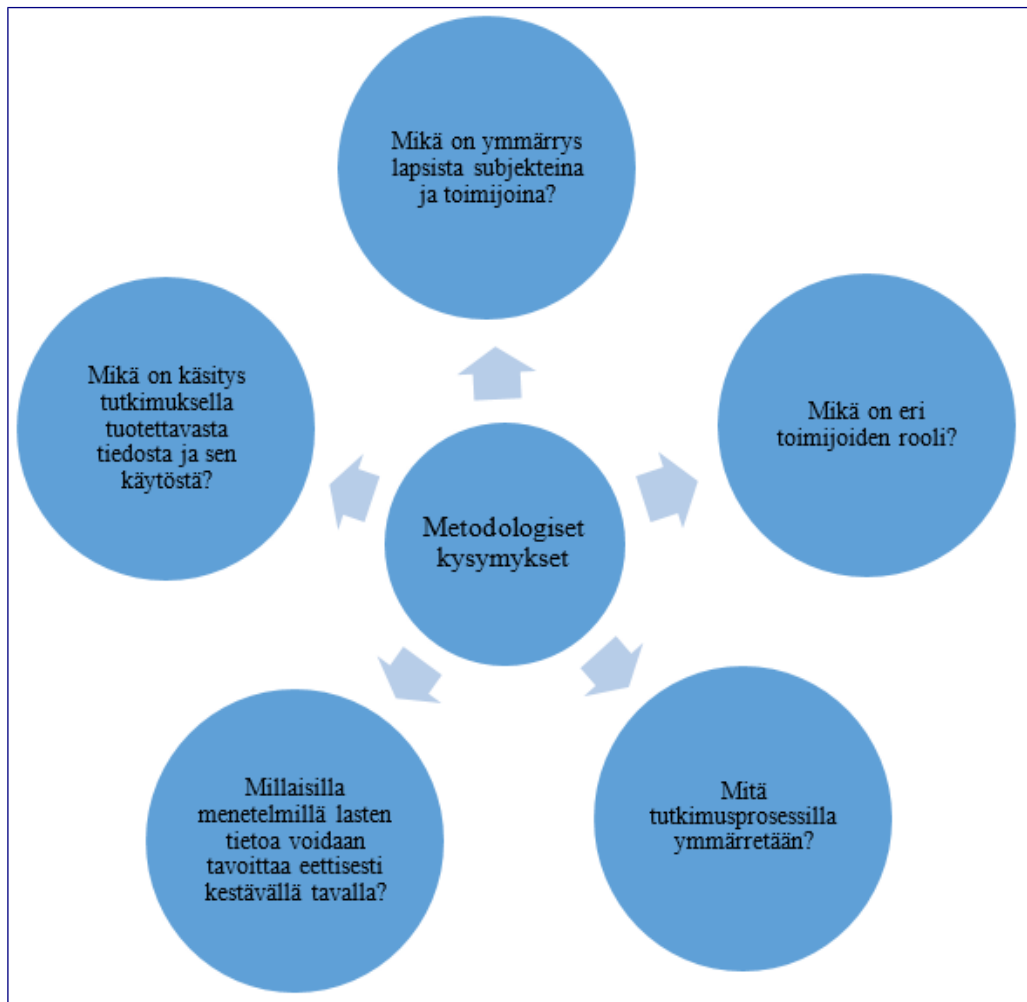 Mikä on ymmärrys
lapsista subjekteina
ja toimijoina?
Mikä on eri
toimijoiden rooli?
Mitä
tutkimusprosessilla
ymmärretään?
Millaisilla
menetelmillä lasten
tietoa voidaan
tavoittaa eettisesti
kestävällä tavalla?
Mikä on käsitys
tutkimuksella
tuotettavasta
tiedosta ja sen
käytöstä?
Metodologiset
kysymykset